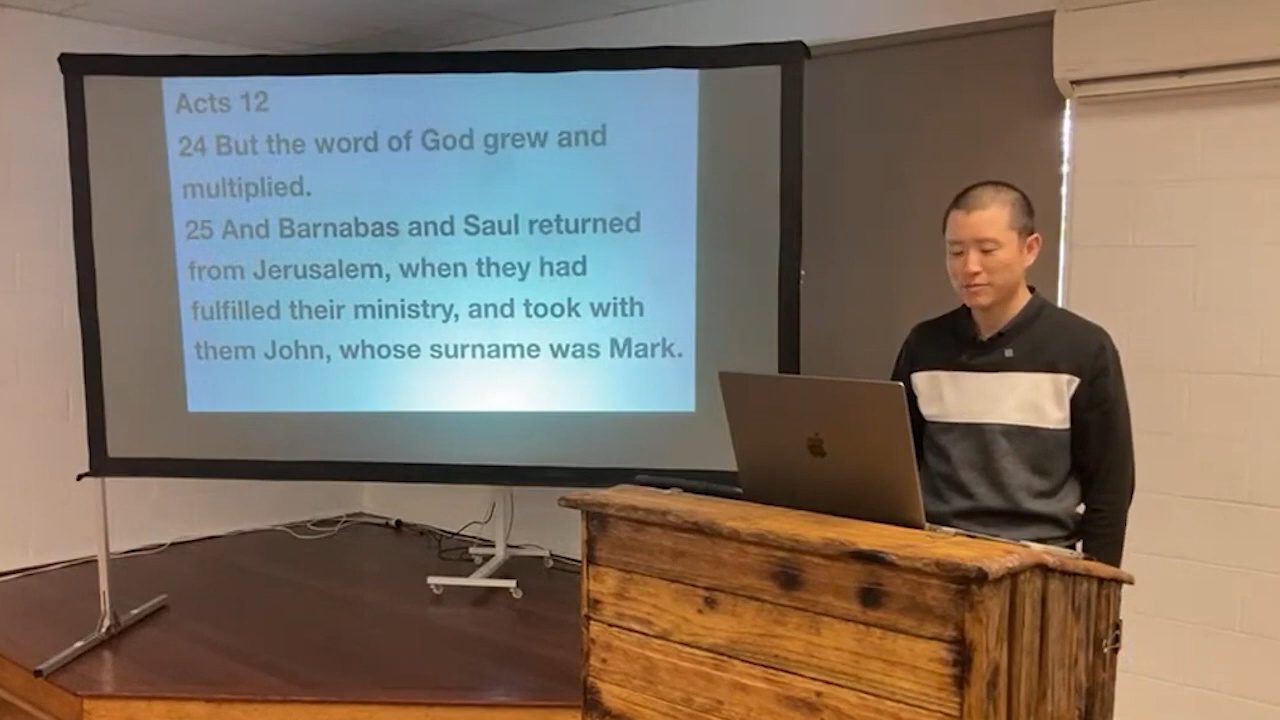 Acts 12
24 But the word of God grew and
multiplied.
25 And Barnabas and Saul returned
from Jerusalem, when they had
fulfilled their ministry, and took with
them John, whose surname was Mark.